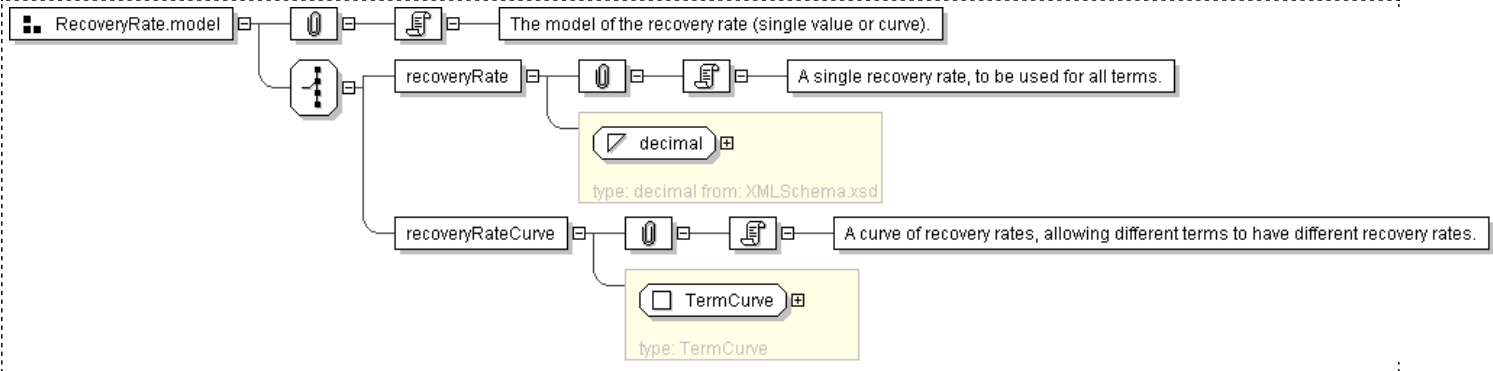 RecoveryRate.model
The model of the recovery rate (single value or curve).
recoveryRate
A single recovery rate, to be used for all terms.
decimal
type: decimal from: XMLSchema.xsd
recoveryRateCurve
A curve of recovery rates, allowing different terms to have different recovery rates.
TermCurve
type: TermCurve